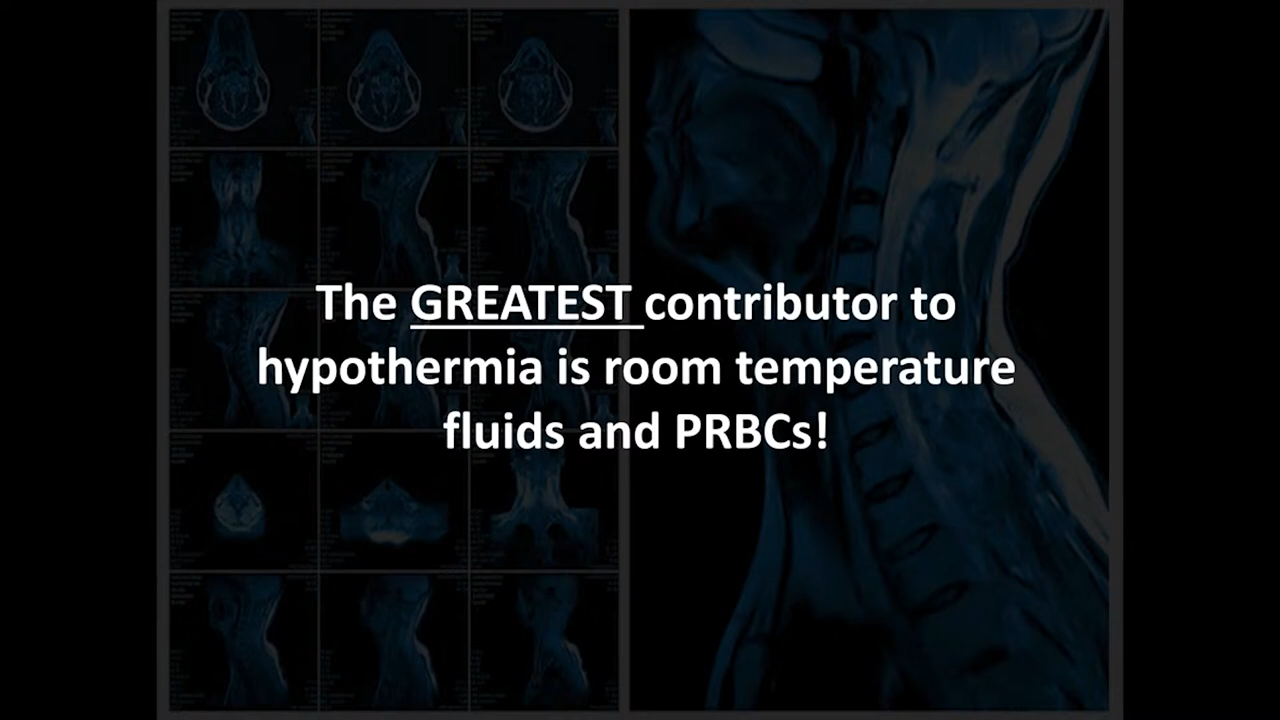 The GREATEST contributor to
hypothermia is room temperature
fluids and PRBCs!